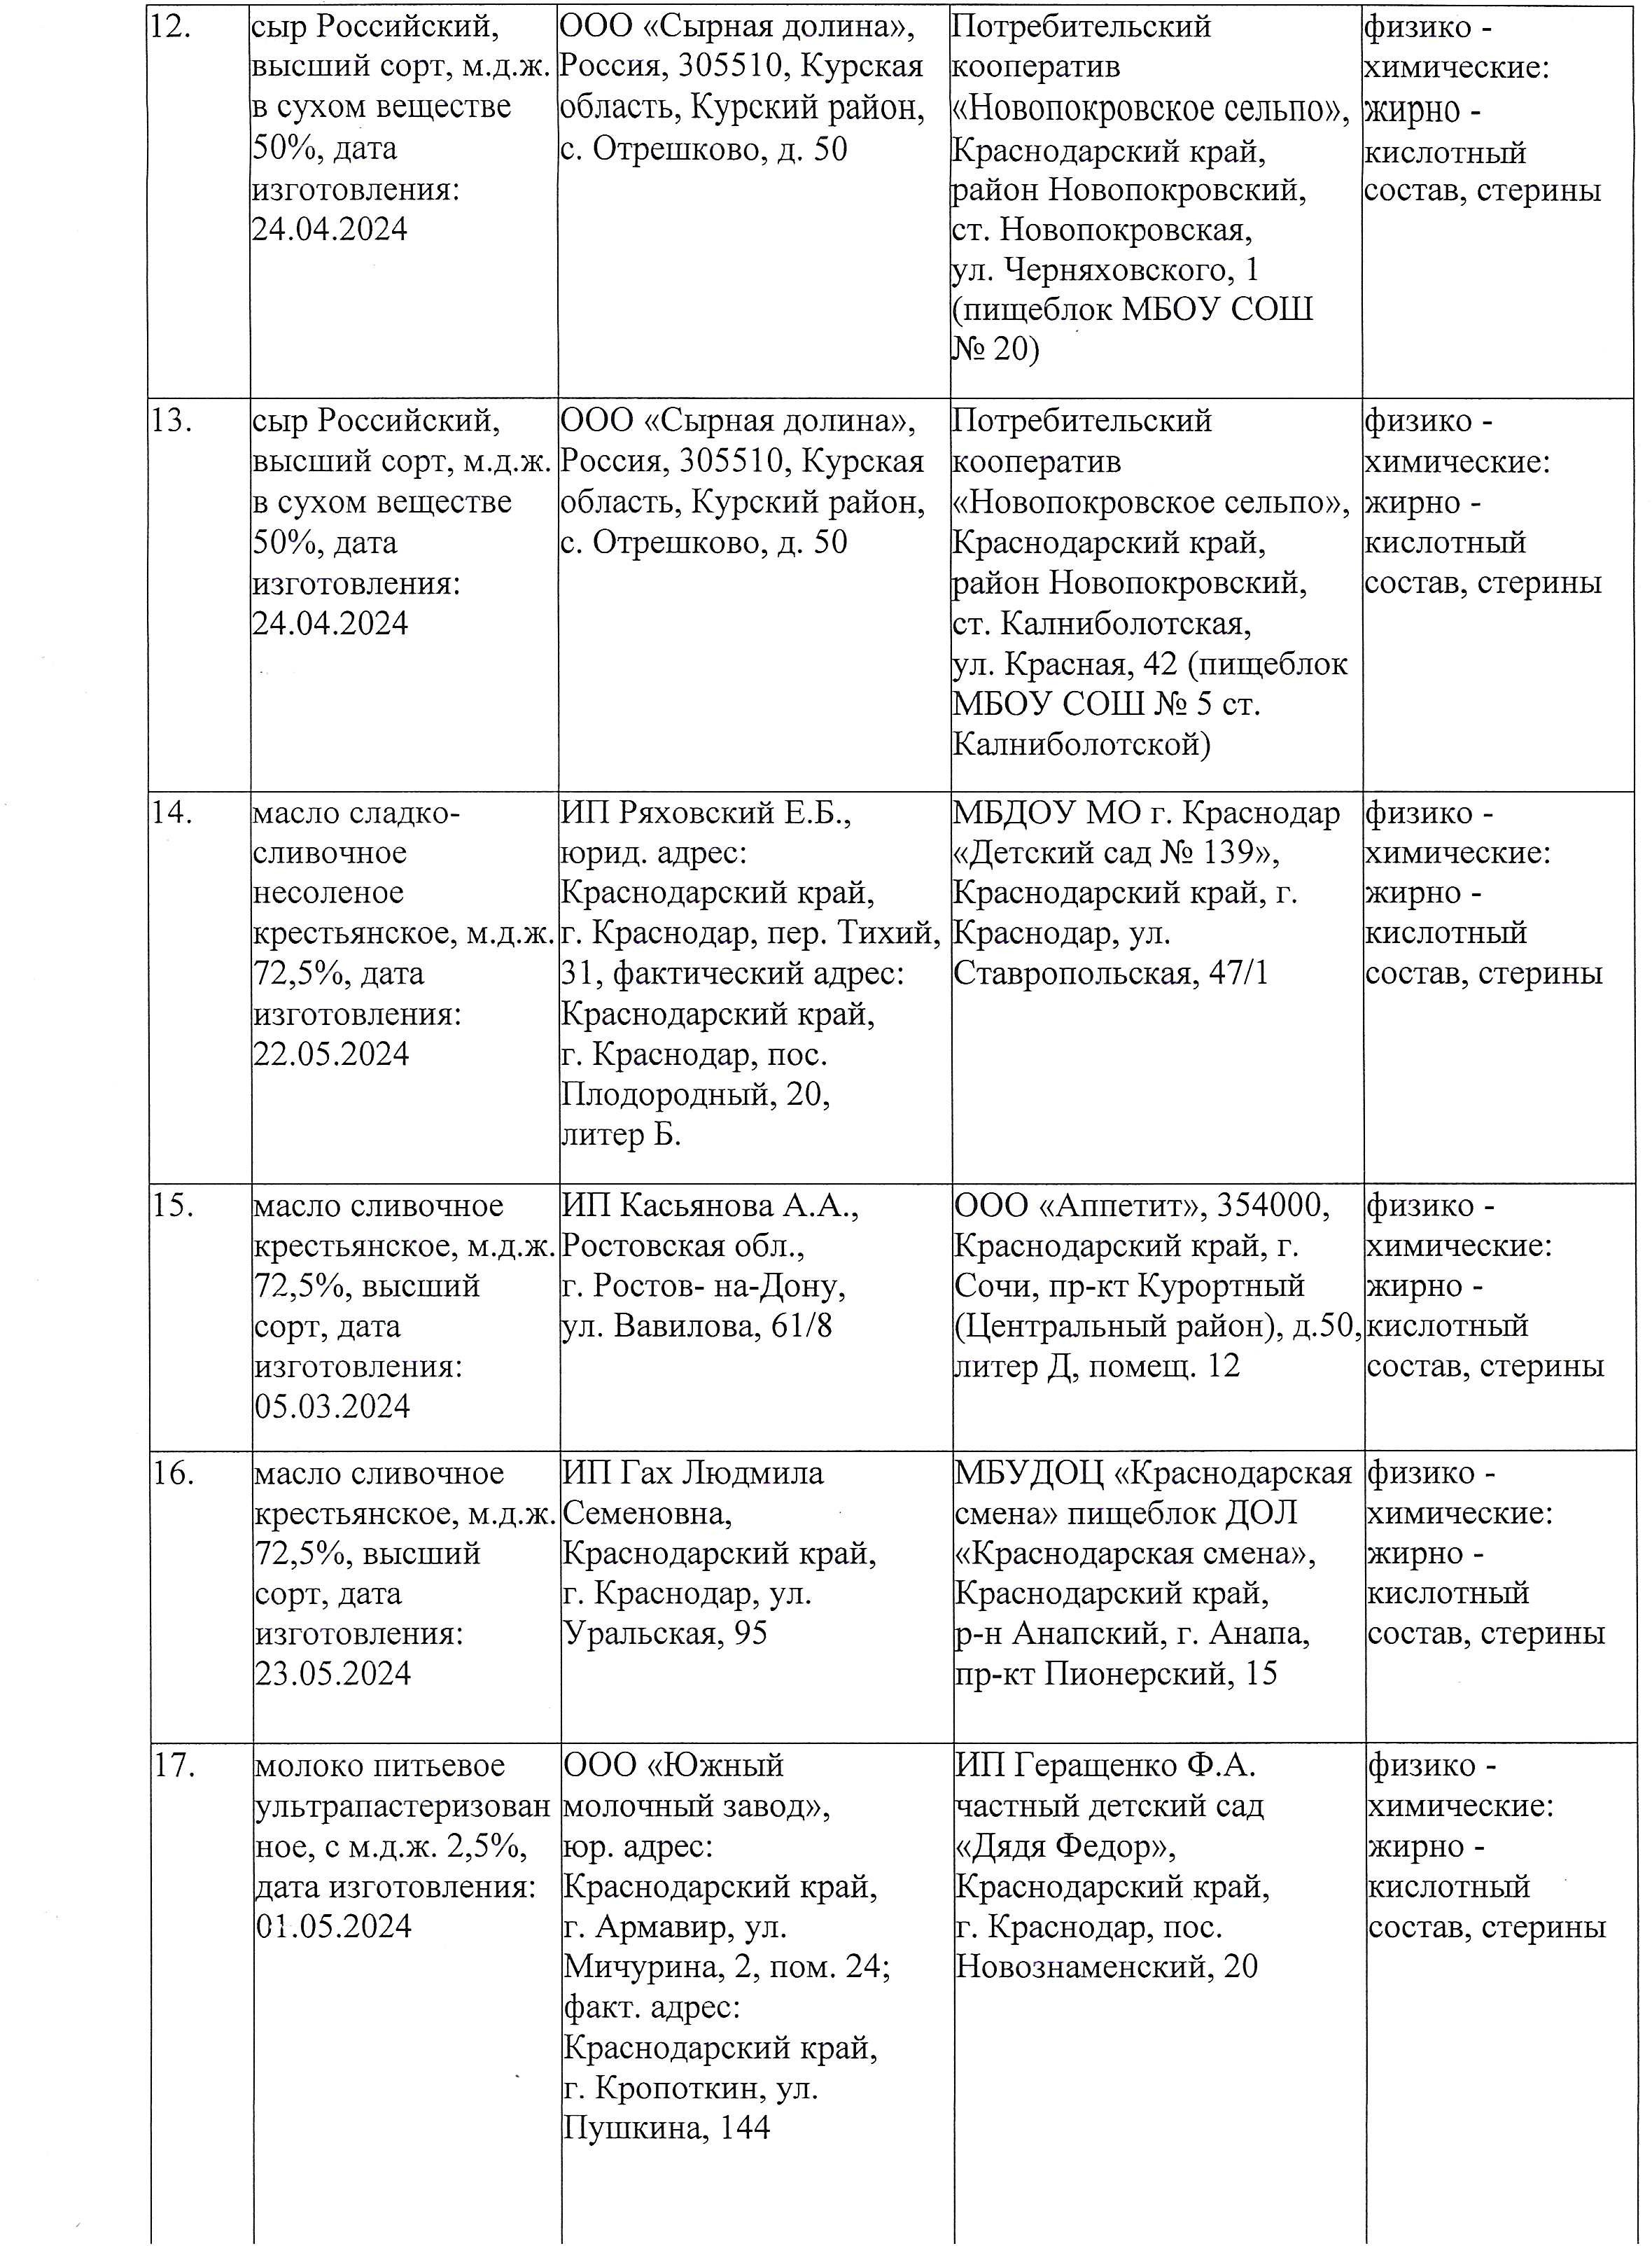 12.
сыр Российский,
высший сорт, м.д.ж.
в сухом веществе
50%, дата
изготовления:
24.04.2024
ООО «Сырная долина»,
Россия, 305510, Курская
область, Курский район,
с. Отрешково, д. 50
Потребительский
кооператив
«Новопокровское сельпо»,
Краснодарский край,
район Новопокровский,
ст. Новопокровская,
ул. Черняховского, 1
(пищеблок МБОУ СОШ
№ 20)
физико -
химические:
жирно -
кислотный
состав, стерины
13.
сыр Российский,
высший сорт, м.д.ж.
в сухом веществе
50%, дата
изготовления:
24.04.2024
ООО «Сырная долина»,
Россия, 305510, Курская
область, Курский район,
с. Отрешково, д. 50
Потребительский
кооператив
«Новопокровское сельпо»,
Краснодарский край,
район Новопокровский,
ст. Калниболотская,
ул. Красная, 42 (пищеблок
МБОУ СОШ № 5 ст.
Калниболотской)
физико -
химические:
жирно -
кислотный
состав, стерины
14.
масло сладко-
сливочное
несоленое
крестьянское, м.д.ж.
72,5%, дата
изготовления:
22.05.2024
ИП Ряховский Е.Б.,
юрид. адрес:
Краснодарский край,
г. Краснодар, пер. Тихий,
31, фактический адрес:
Краснодарский край,
г. Краснодар, пос.
Плодородный, 20,
литер Б.
МБДОУ МО г. Краснодар
«Детский сад № 139»,
Краснодарский край, г.
Краснодар, ул.
Ставропольская, 47/1
физико -
химические:
жирно -
кислотный
состав, стерины
15.
масло сливочное
крестьянское, м.д.ж.
72,5%, высший
сорт, дата
изготовления:
05.03.2024
ИП Касьянова А.А.,
Ростовская обл.,
г. Ростов- на-Дону,
ул. Вавилова, 61/8
ООО «Аппетит», 354000,
Краснодарский край, г.
Сочи, пр-кт Курортный
(Центральный район), д.50,
литер Д, помещ. 12
физико -
химические:
жирно -
кислотный
состав, стерины
16.
масло сливочное
крестьянское, м.д.ж.
72,5%, высший
сорт, дата
изготовления:
23.05.2024
ИП Гах Людмила
Семеновна,
Краснодарский край,
г. Краснодар, ул.
Уральская, 95
МБУДОЦ «Краснодарская
смена» пищеблок ДОЛ
«Краснодарская смена»,
Краснодарский край,
р-н Анапский, г. Анапа,
пр-кт Пионерский, 15
физико -
химические:
жирно -
кислотный
состав, стерины
17.
молоко питьевое
ультрапастеризован
ное, с м.д.ж. 2,5%,
дата изготовления:
01.05.2024
ООО «Южный
молочный завод»,
юр. адрес:
Краснодарский край,
г. Армавир, ул.
Мичурина, 2, пом. 24;
факт. адрес:
Краснодарский край,
г. Кропоткин, ул.
Пушкина, 144
ИП Геращенко Ф.А.
частный детский сад
«Дядя Федор»,
Краснодарский край,
г. Краснодар, пос.
Новознаменский, 20
физико -
химические:
жирно -
кислотный
состав, стерины